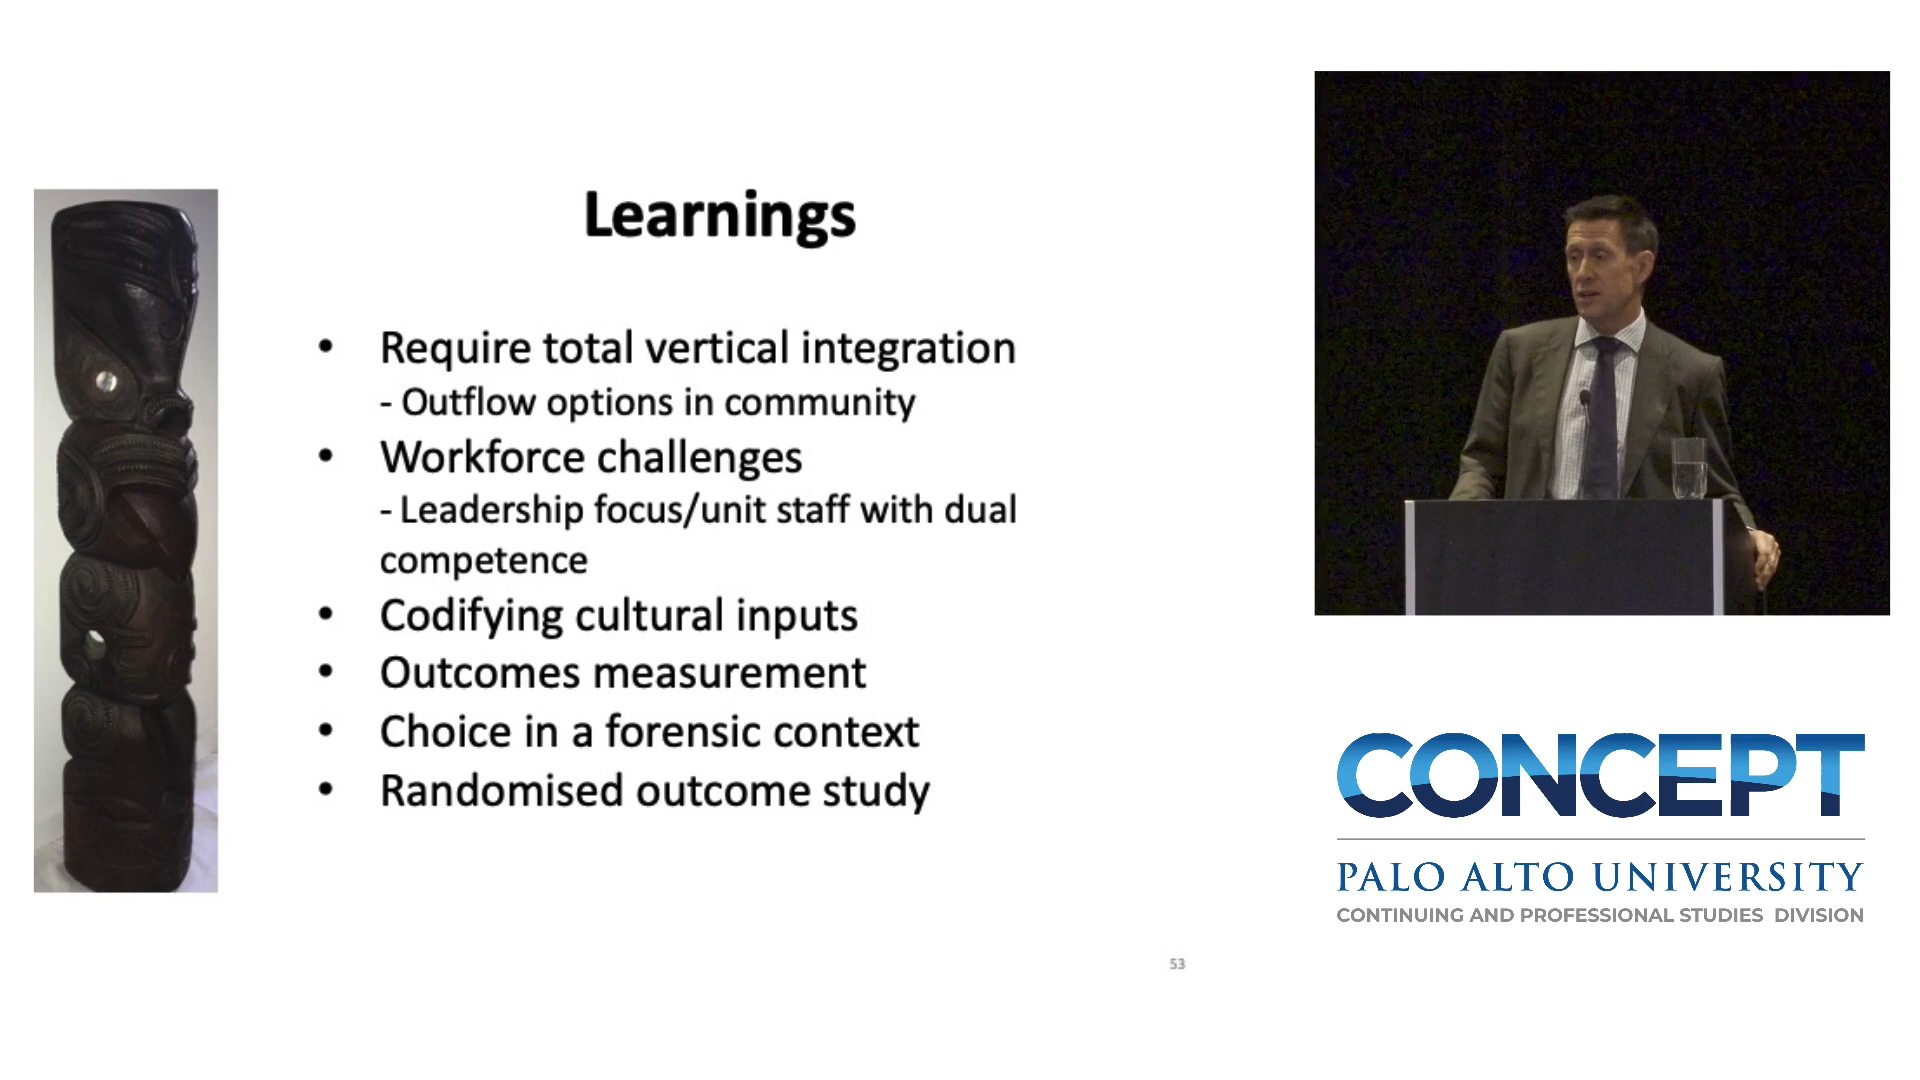 Learnings
• Require total vertical integration
- Outflow options in community
• Workforce challenges
- Leadership focus/unit staff with dual
competence
• Codifying cultural inputs
• Outcomes measurement
• Choice in a forensic context
• Randomised outcome study
53
CONCEPT
PALO ALTO UNIVERSITY
CONTINUING AND PROFESSIONAL STUDIES DIVISION